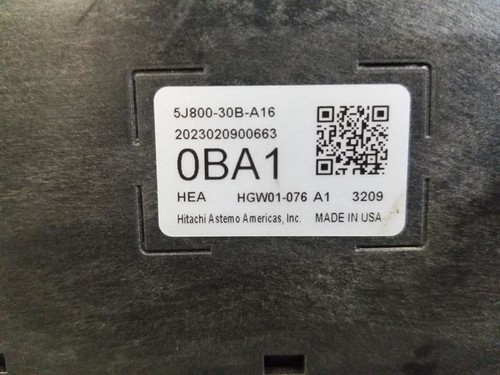 5J800-30B-A16
2023020900663
0BA1
HEA HGW01-076 A1 3209
Hitachi Astemo Americas, Inc. MADE IN USA